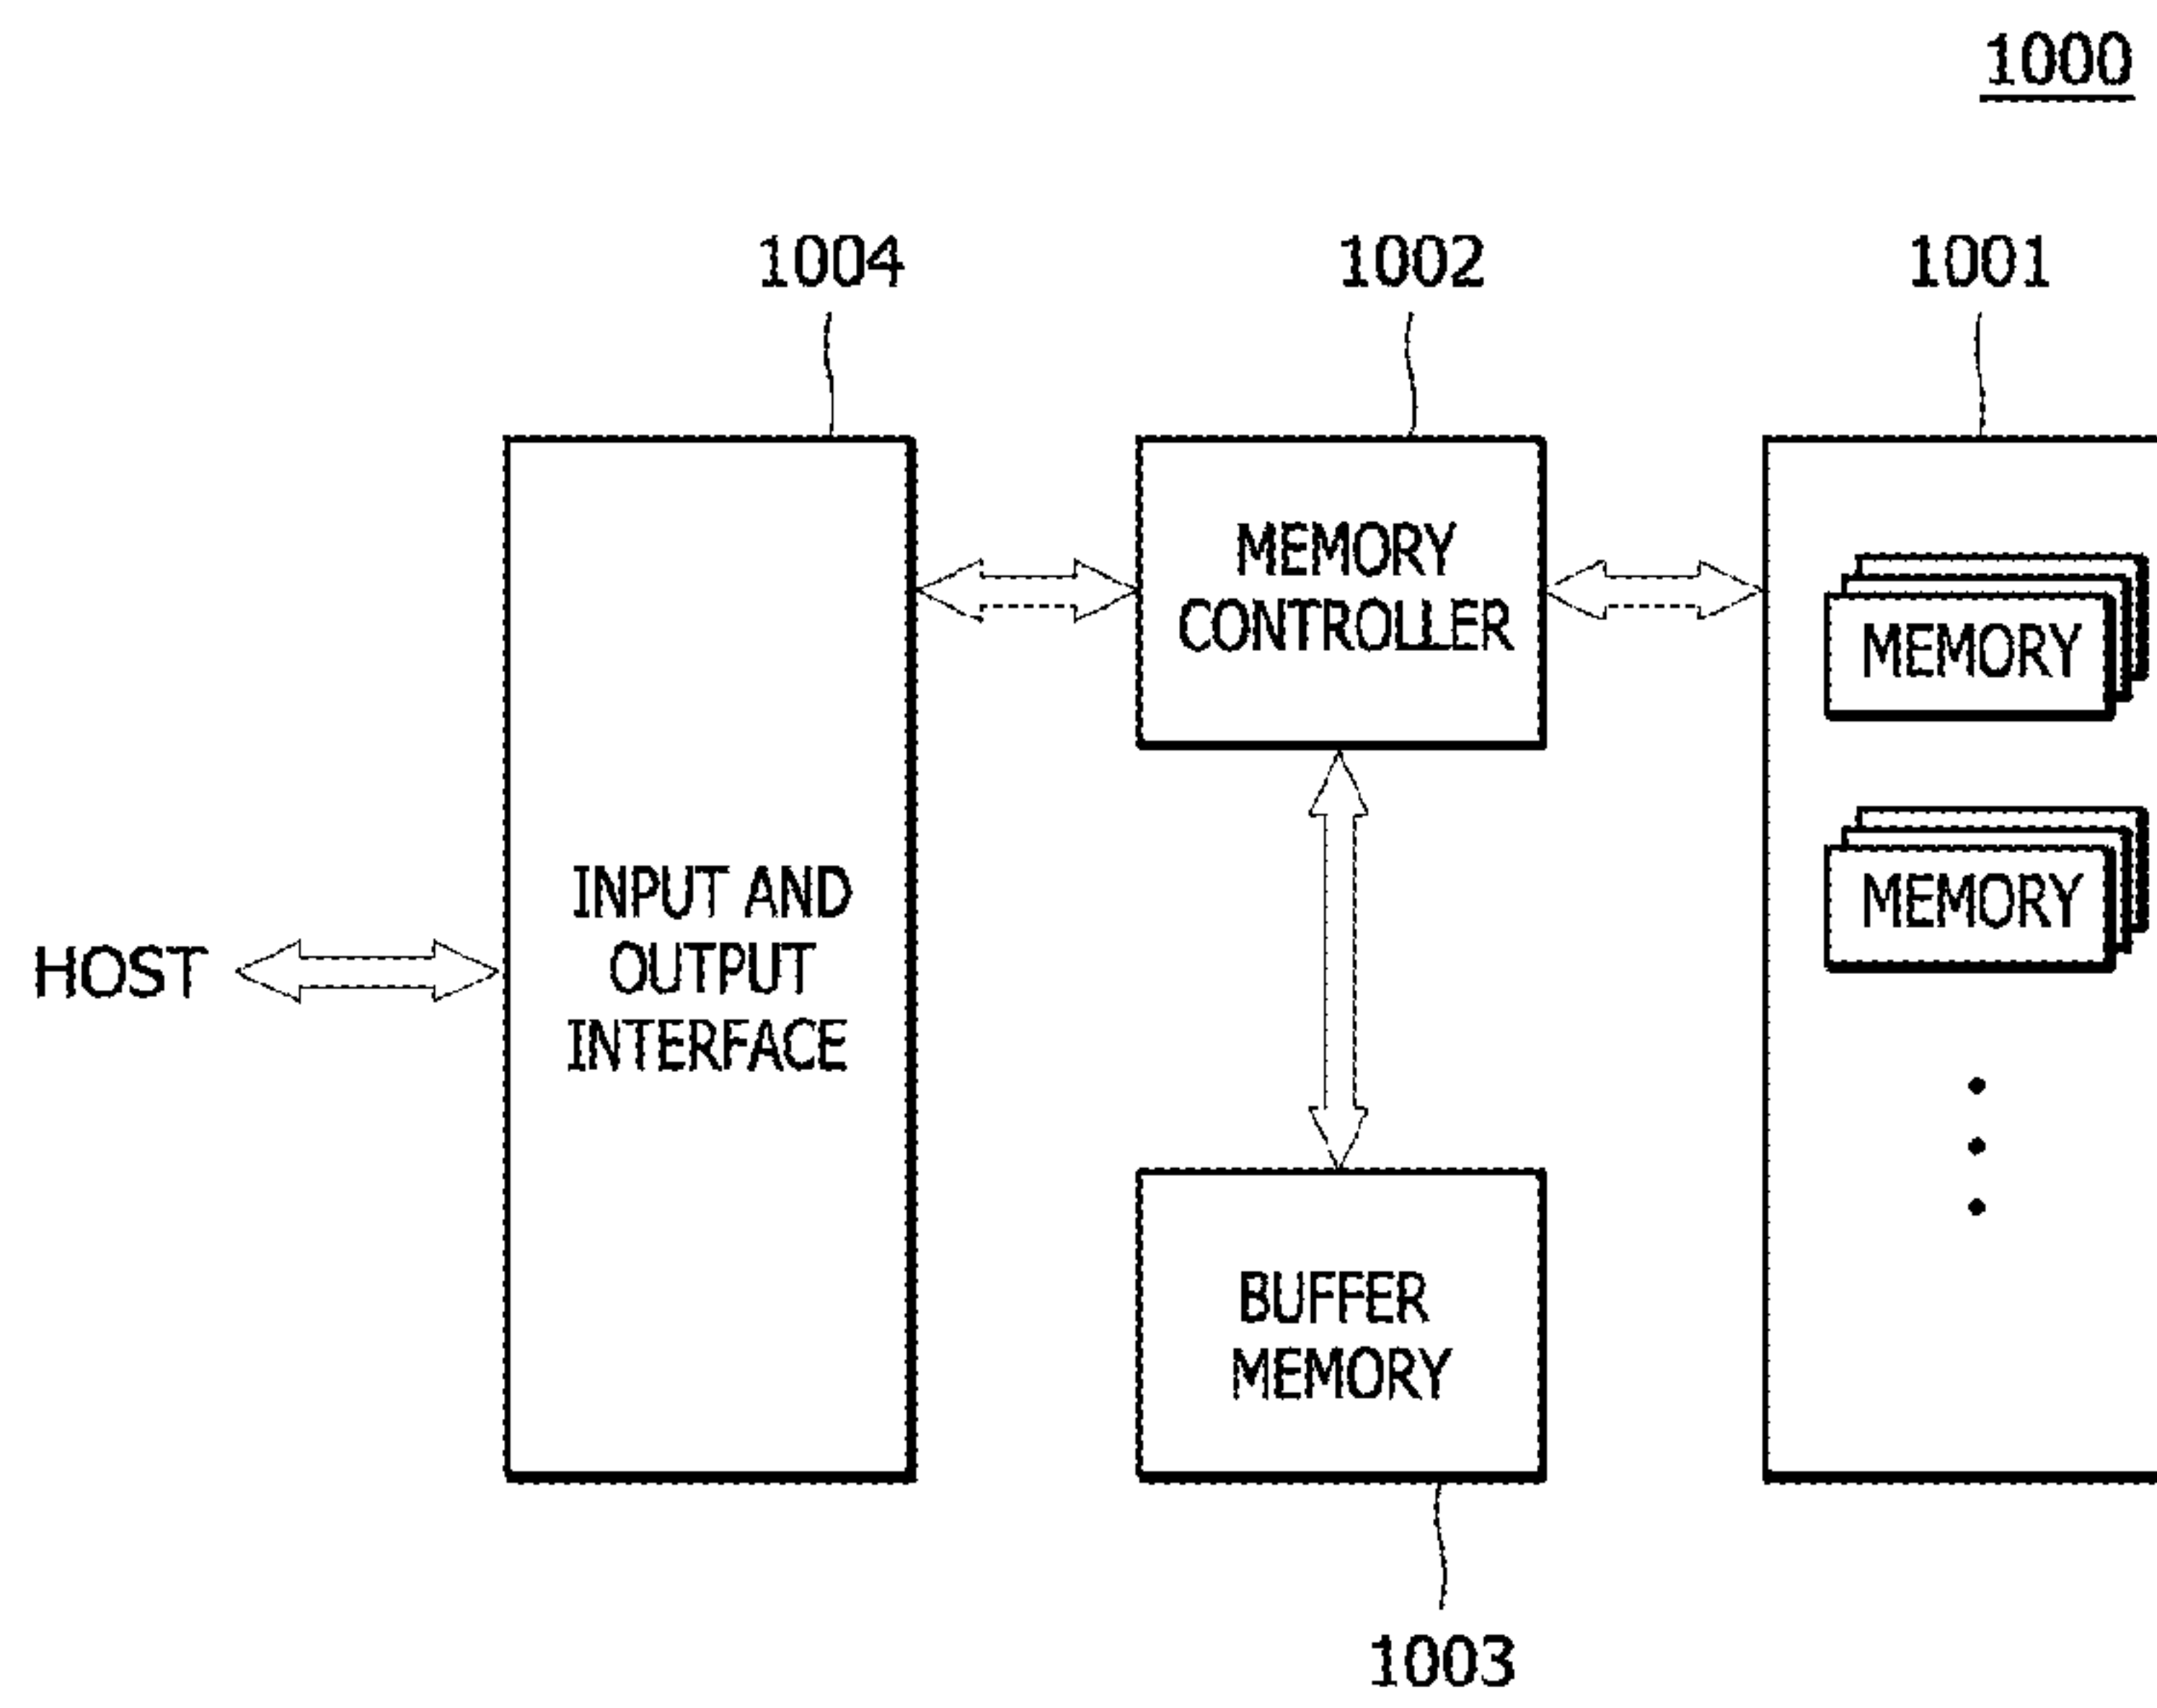 1000
1004
1002
1001
MEMORY
CONTROLLER
MEMORY
MEMORY
INPUT AND
OUTPUT
INTERFACE
HOST
BUFFER
MEMORY
1003